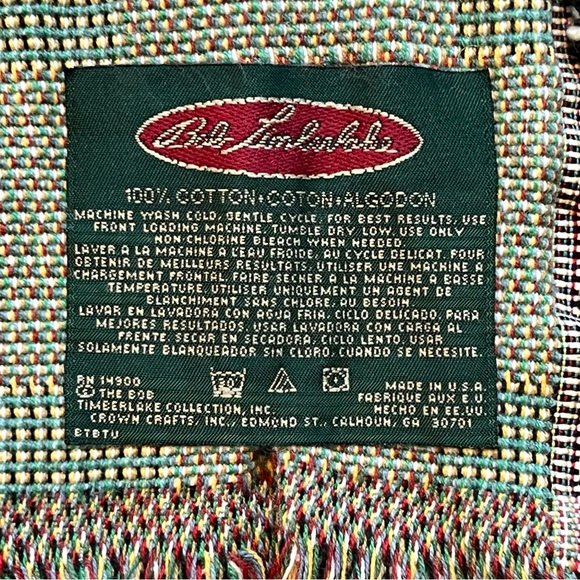 Bob Timberlake
100% COTTON•COTON•ALGODON
MACHINE WASH COLD, GENTLE CYCLE, FOR BEST RESULTS, USE
FRONT LOADING MACHINE, TUMBLE DRY LOW, USE ONLY
NON CHLORINE BLEACH WHEN NEEDED.
LAVER A LA MACHINE A L'EAU FROIDE, AU CYCLE DELICAT. POUR
OBTENIR DE MEILLEURS RESULTATS, UTILISER UNE MACHINE A
CHARGEMENT FRONTAL. FAIRE SECHER A LA MACHINE A BASSE
TEMPERATURE, UTILISER UNIQUEMENT UN AGENT DE
BLANCHIMENT SANS CHLORE, AU BESOIN.
LAVAR EN LAVADORA CON AGUA FRIA, CICLO DELICADO, PARA
MEJORES RESULTADOS, USAR LAVADORA CON CARGA AL
FRENTE, SECAR EN SECADORA, CICLO LENTO, USAR
SOLAMENTE BLANQUEADOR SIN CLORO, CUANDO SE NECESITE.
RN 14900
© THE BOB
TIMBERLAKE COLLECTION, INC.
CROWN CRAFTS, INC., EDMOND ST., CALHOUN, GA 30701
BTBTU
30
MADE IN U.S.A.
FABRIQUE AUX E.U.
HECHO EN EE.UU.